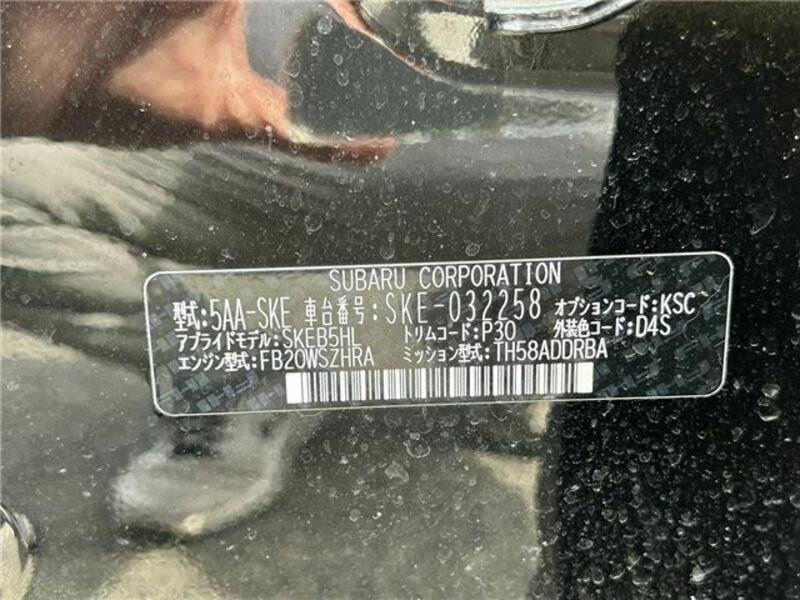 SUBARU CORPORATION
型式:5AA-SKE 車台番号:SKE-032258 オプションコード:KSC
アプライドモデル:SKEB5HL トリムコード:P30 外装色コード:D4S
エンジン型式:FB20WSZHRA ミッション型式:TH58ADDRBA